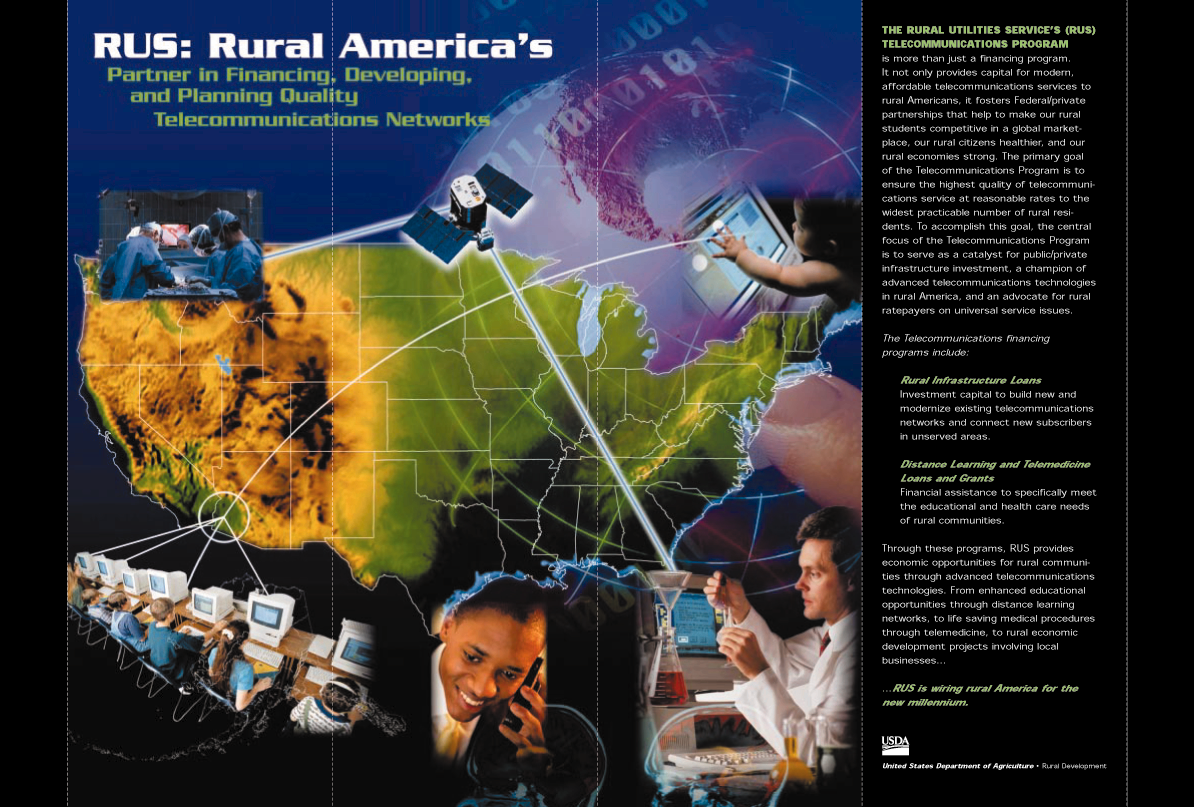 RUS: Rural America's
Partner in Financing, Developing,
and Planning Quality
Telecommunications Networks
THE RURAL UTILITIES SERVICE'S (RUS)
TELECOMMUNICATIONS PROGRAM
is more than just a financing program.
It not only provides capital for modern,
affordable telecommunications services to
rural Americans, it fosters Federal/private
partnerships that help to make our rural
students competitive in a global market-
place, our rural citizens healthier, and our
rural economies strong. The primary goal
of the Telecommunications Program is to
ensure the highest quality of telecommuni-
cations service at reasonable rates to the
widest practicable number of rural resi-
dents. To accomplish this goal, the central
focus of the Telecommunications Program
is to serve as a catalyst for public/private
infrastructure investment, a champion of
advanced telecommunications technologies
in rural America, and an advocate for rural
ratepayers on universal service issues.
The Telecommunications financing
programs include:
Rural Infrastructure Loans
Investment capital to build new and
modernize existing telecommunications
networks and connect new subscribers
in unserved areas.
Distance Learning and Telemedicine
Loans and Grants
Financial assistance to specifically meet
the educational and health care needs
of rural communities.
Through these programs, RUS provides
economic opportunities for rural communi-
ties through advanced telecommunications
technologies. From enhanced educational
opportunities through distance learning
networks, to life saving medical procedures
through telemedicine, to rural economic
development projects involving local
businesses...
...RUS is wiring rural America for the
new millennium.
USDA
United States Department of Agriculture • Rural Development